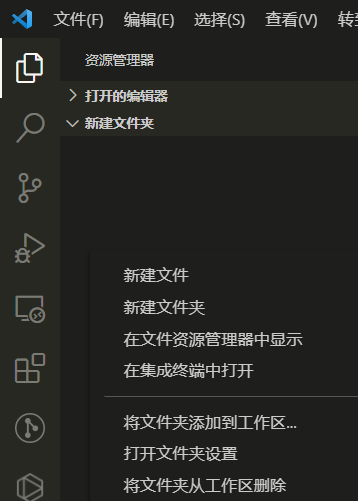 文件(F) 编辑(E) 选择(S) 查看(V) 转
资源管理器
打开的编辑器
新建文件夹
新建文件
新建文件夹
在文件资源管理器中显示
在集成终端中打开
将文件夹添加到工作区...
打开文件夹设置
将文件夹从工作区删除